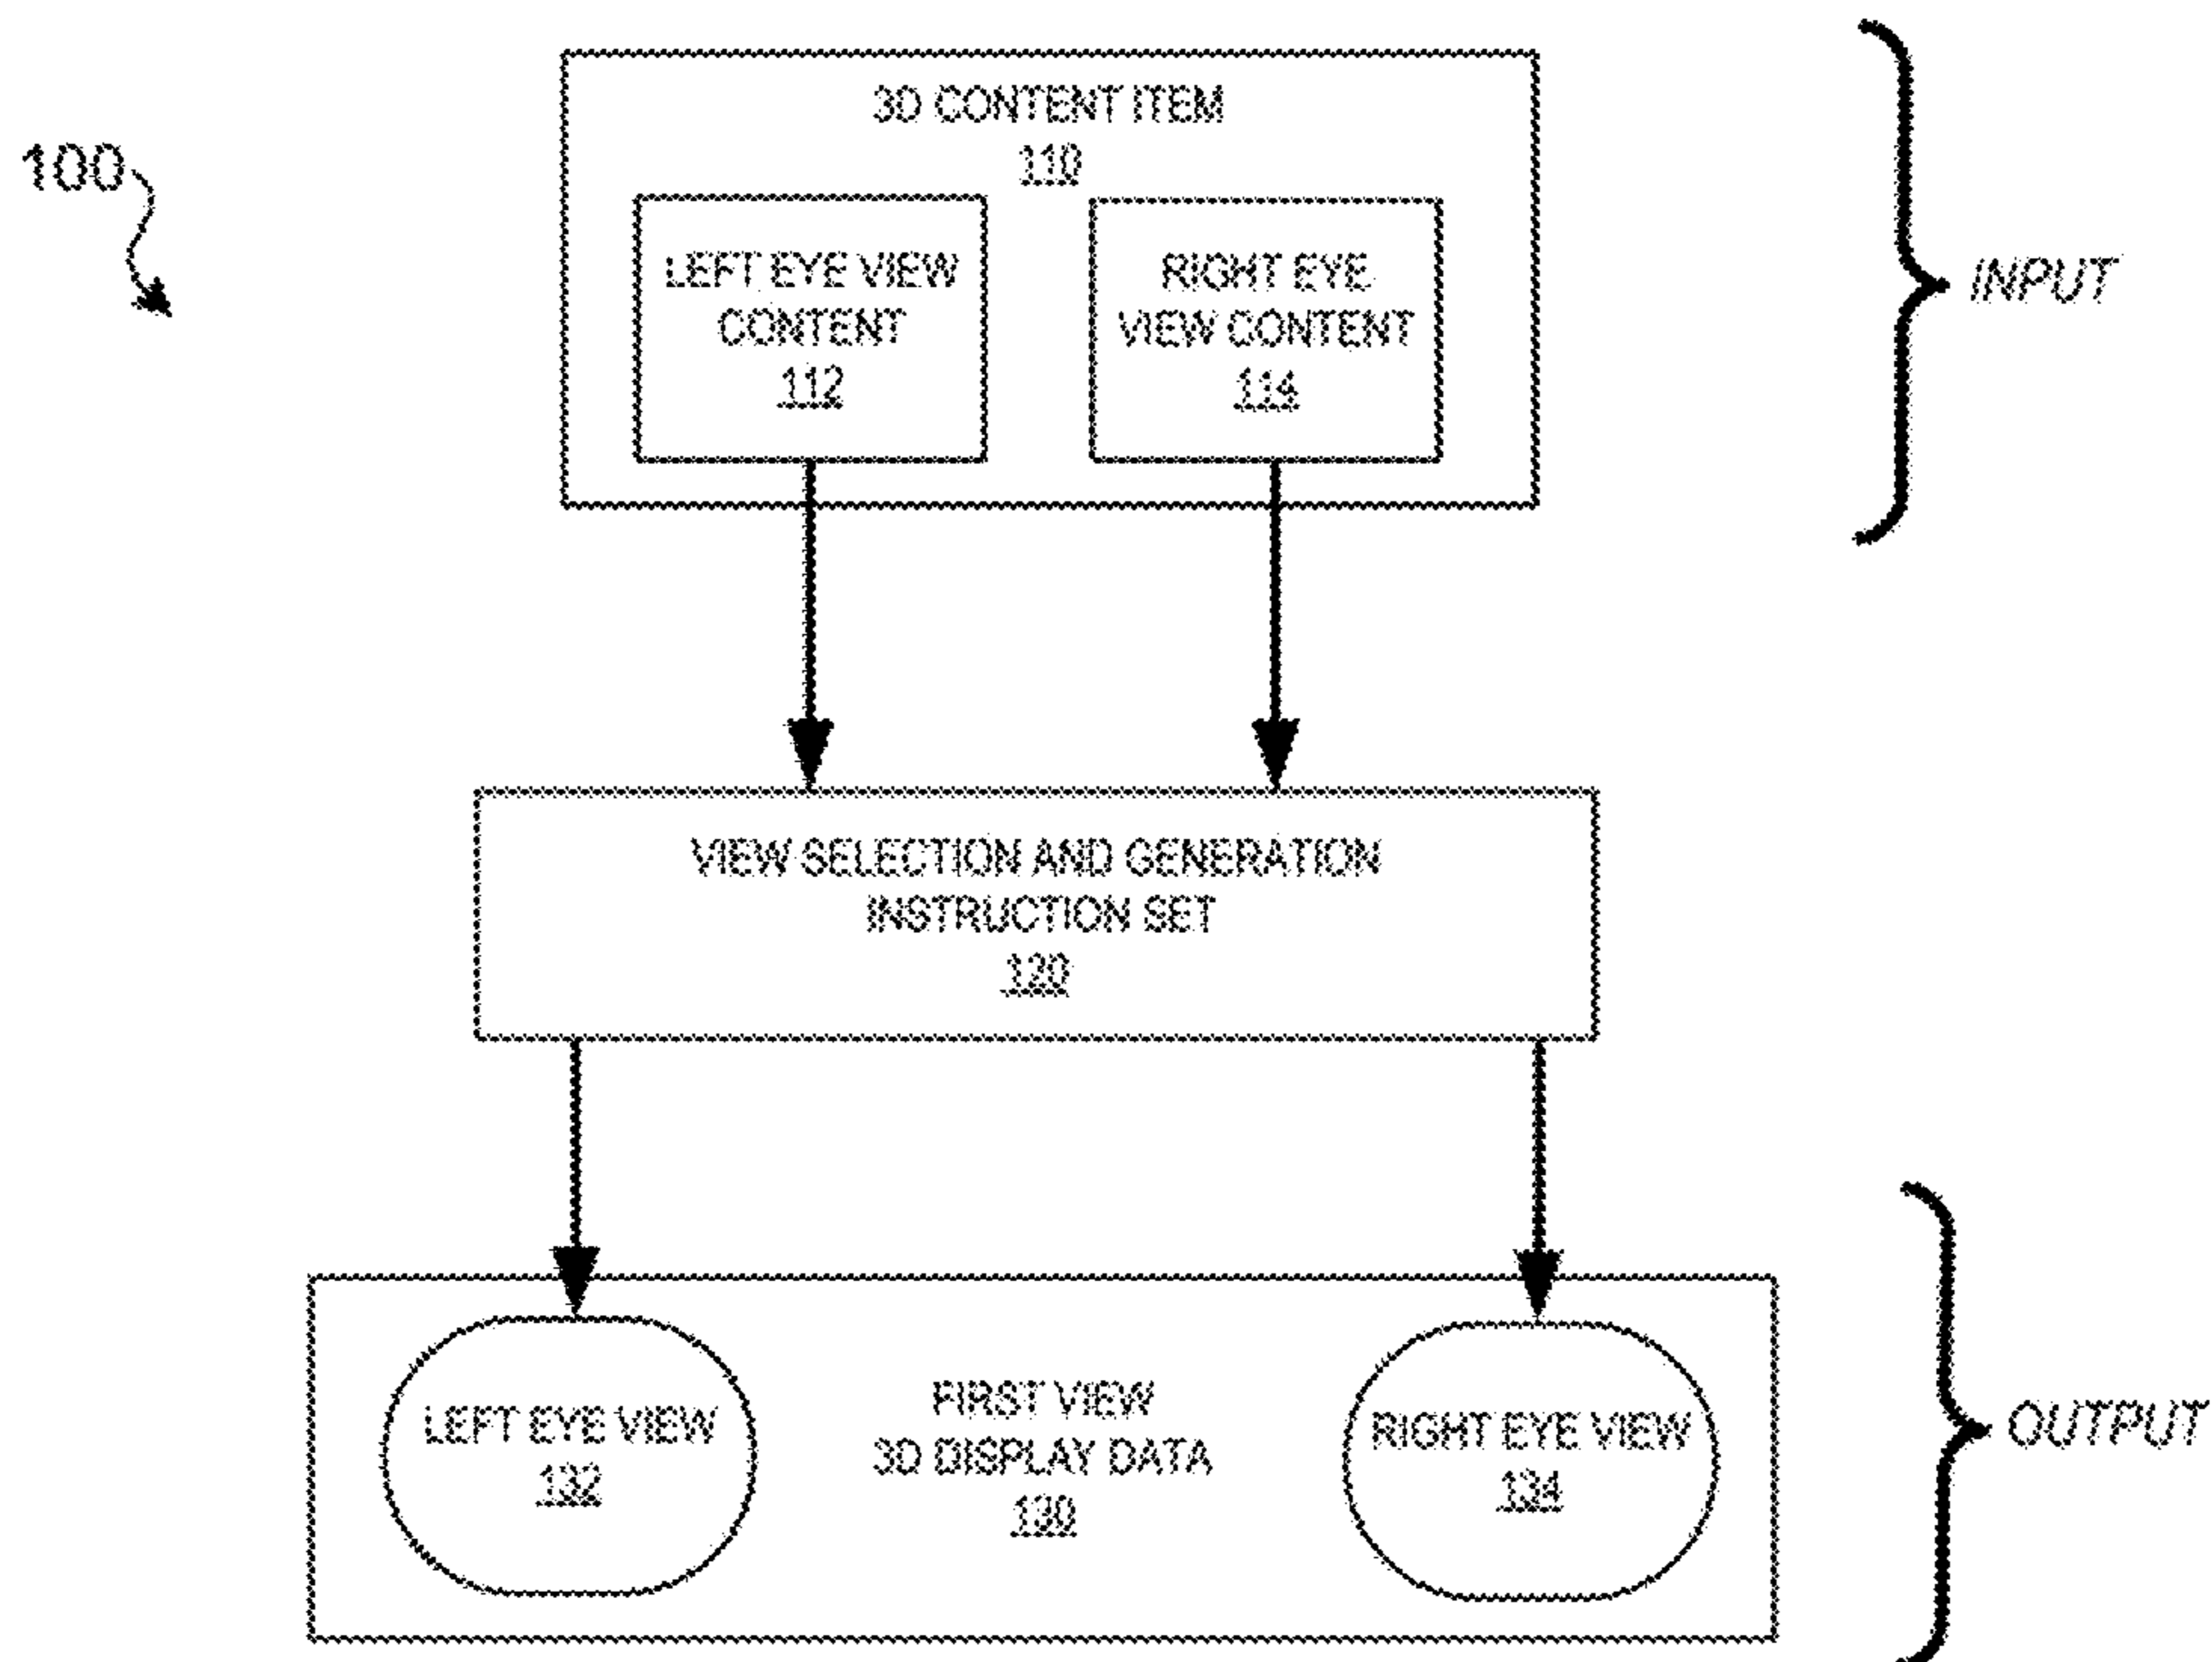 100
3D CONTENT ITEM
110
LEFT EYE VIEW
CONTENT
112
RIGHT EYE
VIEW CONTENT
114
INPUT
VIEW SELECTION AND GENERATION
INSTRUCTION SET
120
LEFT EYE VIEW
132
FIRST VIEW
3D DISPLAY DATA
130
RIGHT EYE VIEW
134
OUTPUT